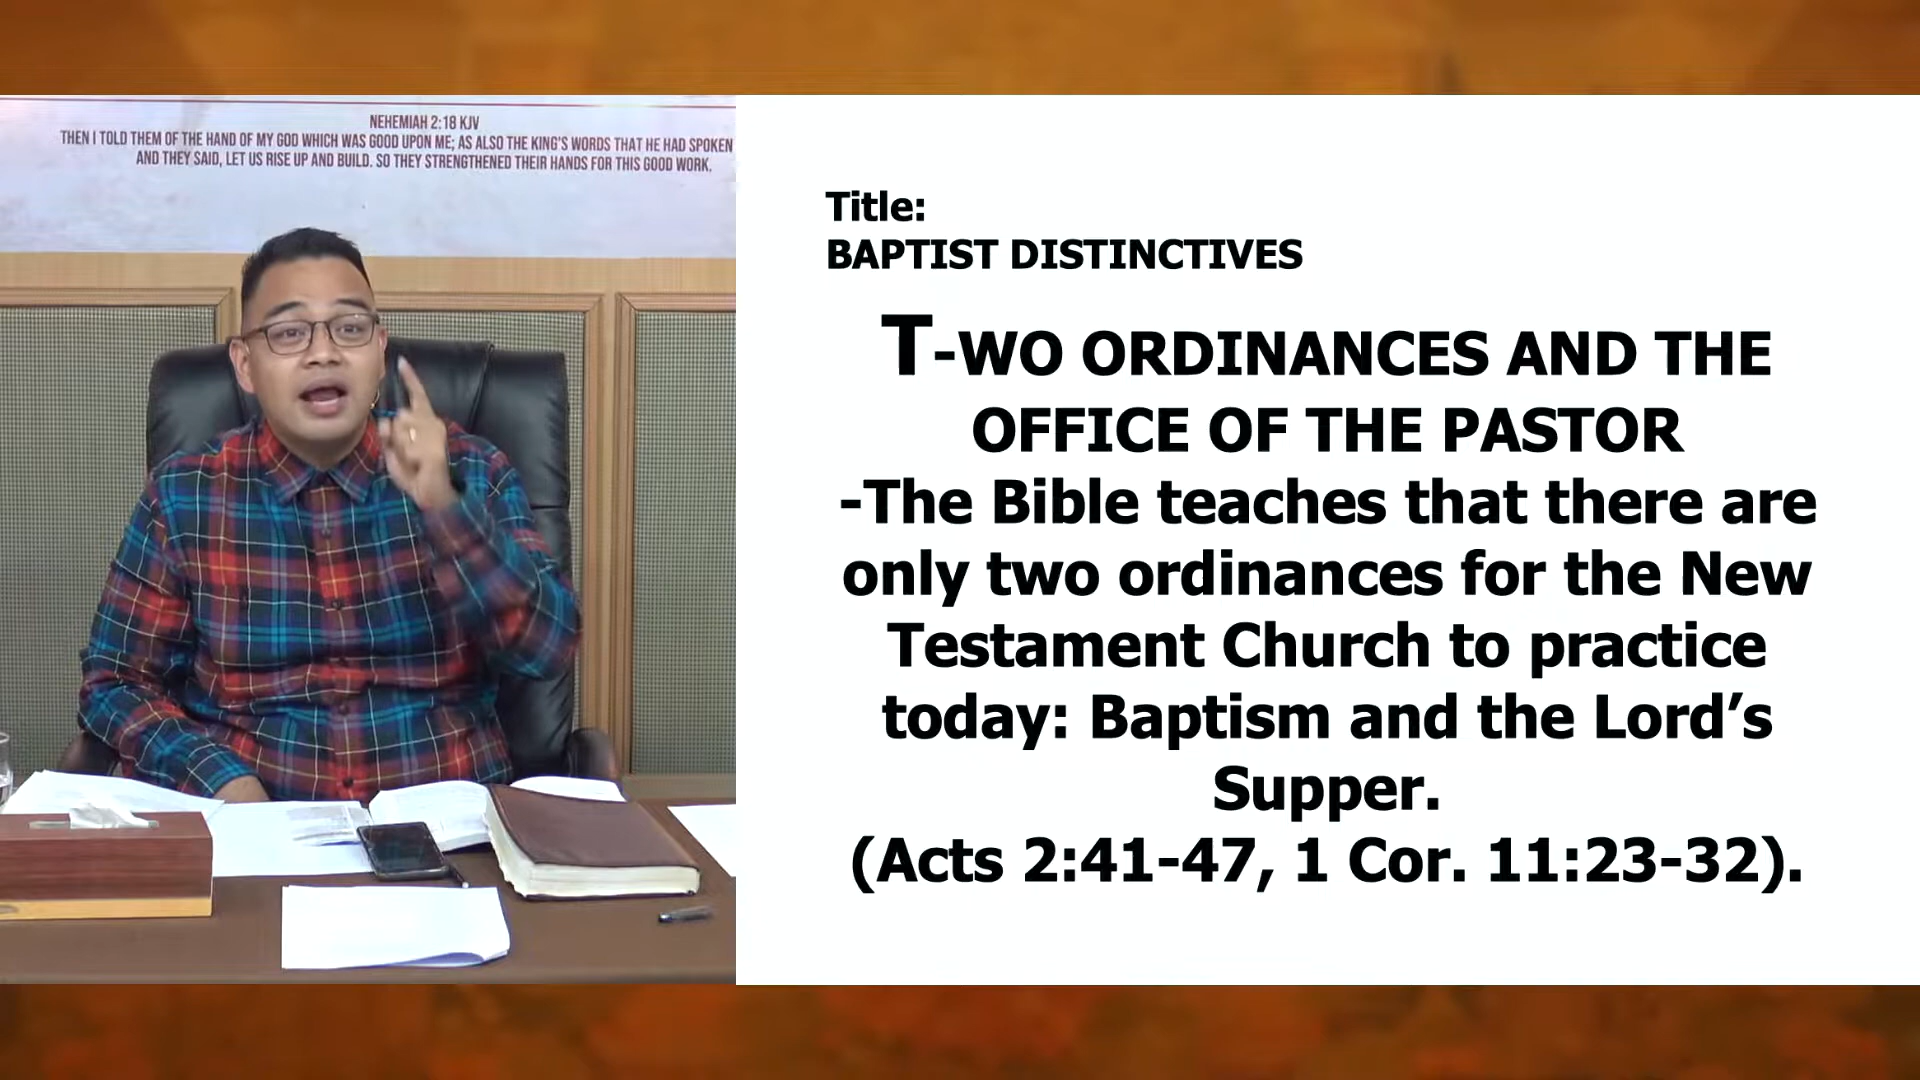 NEHEMIAH 2:18 KJV
THEN I TOLD THEM OF THE HAND OF MY GOD WHICH WAS GOOD UPON ME; AS ALSO THE KING'S WORDS THAT HE HAD SPOKEN
AND THEY SAID, LET US RISE UP AND BUILD. SO THEY STRENGTHENED THEIR HANDS FOR THIS GOOD WORK.
Title:
BAPTIST DISTINCTIVES
T-WO ORDINANCES AND THE
OFFICE OF THE PASTOR
-The Bible teaches that there are
only two ordinances for the New
Testament Church to practice
today: Baptism and the Lord’s
Supper.
(Acts 2:41-47, 1 Cor. 11:23-32).